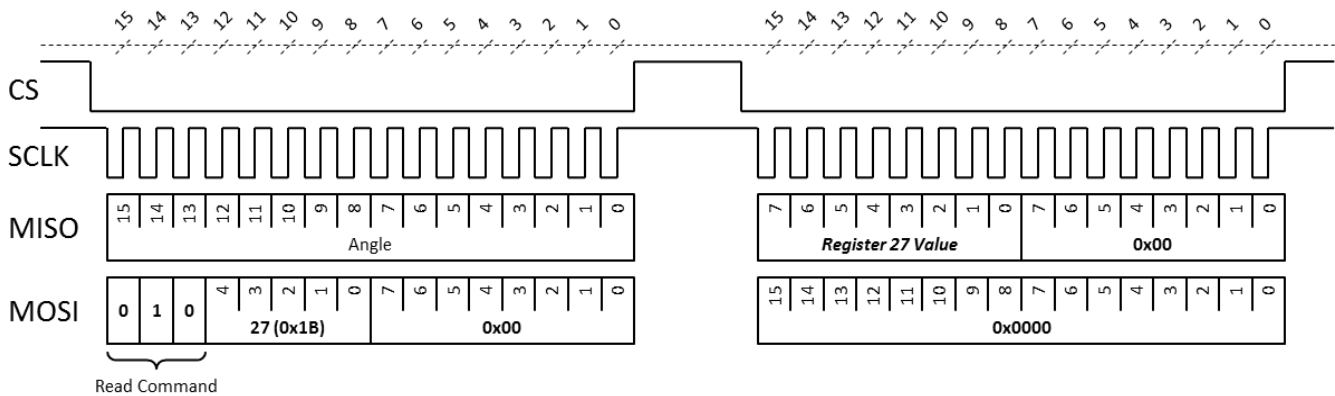 15 14 13 12 11 10 9 8 7 6 5 4 3 2 1 0 15 14 13 12 11 10 9 8 7 6 5 4 3 2 1 0
CS
SCLK
MISO
15 14 13 12 11 10 9 8 7 6 5 4 3 2 1 0 7 6 5 4 3 2 1 0 7 6 5 4 3 2 1 0
Angle Register 27 Value 0x00
MOSI
0 1 0 4 3 2 1 0 7 6 5 4 3 2 1 0 15 14 13 12 11 10 9 8 7 6 5 4 3 2 1 0
27 (0x1B) 0x00 0x0000
Read Command